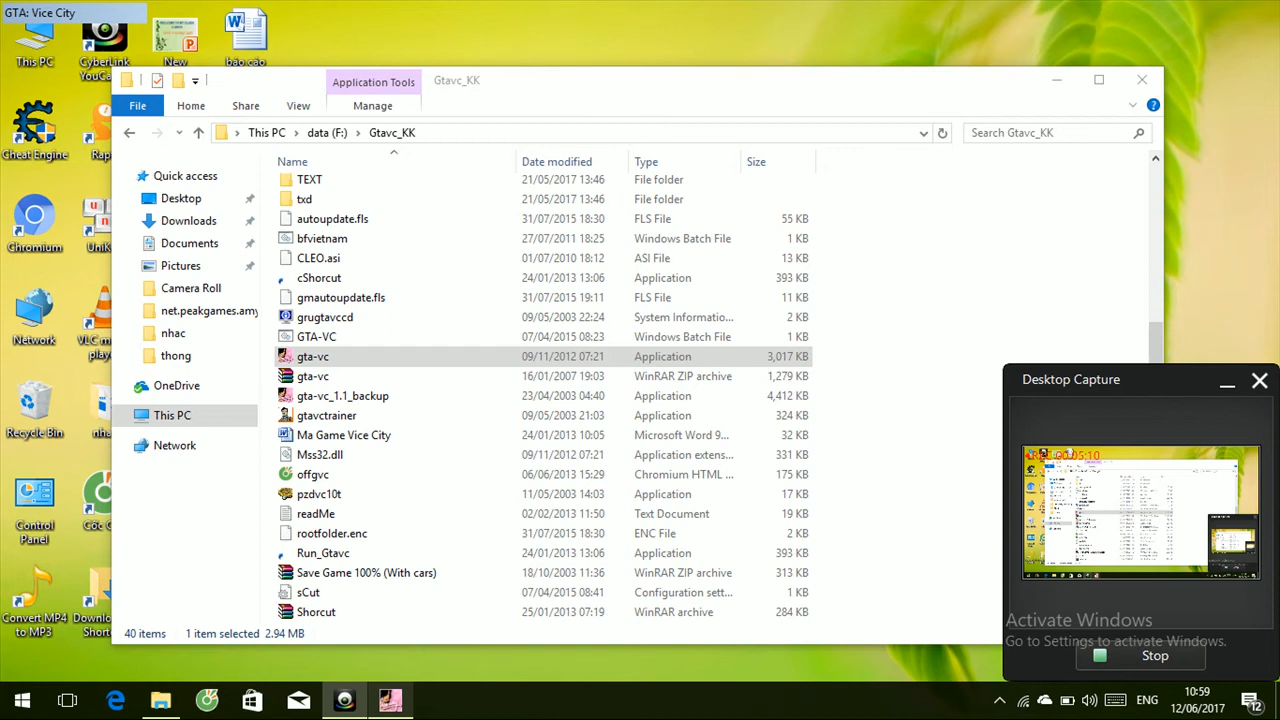 GTA: Vice City
This PC
CyberLink
YouCa
New
báo cáo
Application Tools
Gtavc_KK
File
Home
Share
View
Manage
This PC
data (F:)
Gtavc_KK
Search Gtavc_KK
Cheat Engine
Rap
Chromium
UniK
Network
VLC m
play
Recycle Bin
nha
Control
Panel
Cốc C
Convert MP4
to MP3
Downl
Short
Quick access
Desktop
Downloads
Documents
Pictures
Camera Roll
net.peakgames.amy
nhac
thong
OneDrive
This PC
Network
Name
Date modified
Type
Size
TEXT 21/05/2017 13:46 File folder
txd 21/05/2017 13:46 File folder
autoupdate.fls 31/07/2015 18:30 FLS File 55 KB
bfvietnam 27/07/2011 18:25 Windows Batch File 1 KB
CLEO.asi 01/07/2010 18:12 ASI File 13 KB
cShorcut 24/01/2013 13:06 Application 393 KB
gmautoupdate.fls 31/07/2015 19:11 FLS File 11 KB
grugtavccd 09/05/2003 22:24 System Informatio... 2 KB
GTA-VC 07/04/2015 08:23 Windows Batch File 1 KB
gta-vc 09/11/2012 07:21 Application 3,017 KB
gta-vc 16/01/2007 19:03 WinRAR ZIP archive 1,279 KB
gta-vc_1.1_backup 23/04/2003 04:40 Application 4,412 KB
gtavctrainer 09/05/2003 21:03 Application 324 KB
Ma Game Vice City 24/01/2013 10:05 Microsoft Word 9... 32 KB
Mss32.dll 09/11/2012 07:21 Application extens... 331 KB
offgvc 06/06/2013 15:29 Chromium HTML ... 175 KB
pzdvc10t 11/05/2003 14:03 Application 17 KB
readMe 02/02/2013 11:50 Text Document 19 KB
rootfolder.enc 31/07/2015 18:30 ENC File 2 KB
Run_Gtavc 24/01/2013 13:06 Application 393 KB
Save Game 100% (With cars) 18/10/2003 11:36 WinRAR ZIP archive 313 KB
sCut 07/04/2015 08:41 Configuration sett... 1 KB
Shorcut 25/01/2013 07:19 WinRAR archive 284 KB
40 items
1 item selected
2.94 MB
Desktop Capture
Activate Windows
Go to Settings to activate Windows.
Stop
ENG
10:59
12/06/2017
12